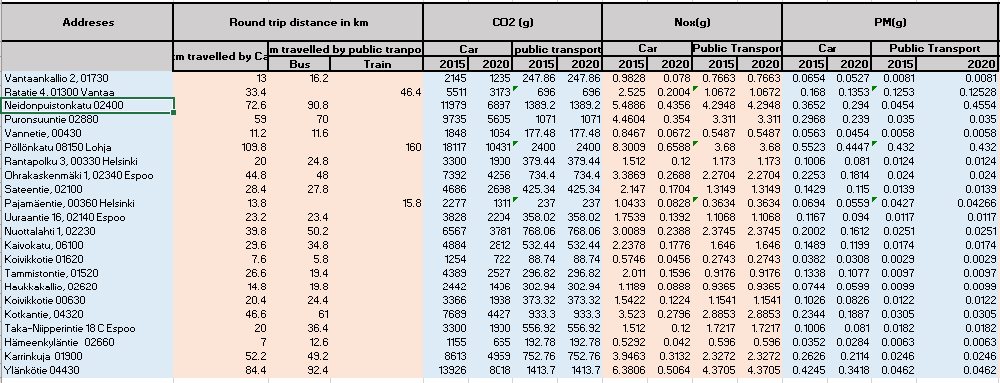 Addreses Round trip distance in km CO2 (g) Nox(g) PM(g)
m travelled by Ca m travelled by public tranpo Car public transport Car Public Transport Car Public Transport
Bus Train 2015 2020 2015 2020 2015 2020 2015 2020 2015 2020 2015 2020
Vantaankallio 2, 01730 13 16.2 2145 1235 247.86 247.86 0.9828 0.078 0.7663 0.7663 0.0654 0.0527 0.0081 0.0081
Ratatie 4, 01300 Vantaa 33.4 46.4 5511 3173 696 696 2.525 0.2004 1.0672 1.0672 0.168 0.1353 0.1253 0.12528
Neidonpuistonkatu 02400 72.6 90.8 11979 6897 1389.2 1389.2 5.4886 0.4356 4.2948 4.2948 0.3652 0.294 0.0454 0.4554
Puronsuuntie 02880 59 70 9735 5605 1071 1071 4.4604 0.354 3.311 3.311 0.2968 0.239 0.035 0.035
Vannetie, 00430 11.2 11.6 1848 1064 177.48 177.48 0.8467 0.0672 0.5487 0.5487 0.0563 0.0454 0.0058 0.0058
Pöllönkatu 08150 Lohja 109.8 160 18117 10431 2400 2400 8.3009 0.6588 3.68 3.68 0.5523 0.4447 0.432 0.432
Rantapolku 3, 00330 Helsinki 20 24.8 3300 1900 379.44 379.44 1.512 0.12 1.173 1.173 0.1006 0.081 0.0124 0.0124
Ohrakaskenmäki 1, 02340 Espoo 44.8 48 7392 4256 734.4 734.4 3.3869 0.2688 2.2704 2.2704 0.2253 0.1814 0.024 0.024
Sateentie, 02100 28.4 27.8 4686 2698 425.34 425.34 2.147 0.1704 1.3149 1.3149 0.1429 0.115 0.0139 0.0139
Pajamäentie, 00360 Helsinki 13.8 15.8 2277 1311 237 237 1.0433 0.0828 0.3634 0.3634 0.0694 0.0559 0.0427 0.04266
Uuraantie 16, 02140 Espoo 23.2 23.4 3828 2204 358.02 358.02 1.7539 0.1392 1.1068 1.1068 0.1167 0.094 0.0117 0.0117
Nuottalahti 1, 02230 39.8 50.2 6567 3781 768.06 768.06 3.0089 0.2388 2.3745 2.3745 0.2002 0.1612 0.0251 0.0251
Kaivokatu, 06100 29.6 34.8 4884 2812 532.44 532.44 2.2378 0.1776 1.646 1.646 0.1489 0.1199 0.0174 0.0174
Koivikkotie 01620 7.6 5.8 1254 722 88.74 88.74 0.5746 0.0456 0.2743 0.2743 0.0382 0.0308 0.0029 0.0029
Tammistontie, 01520 26.6 19.4 4389 2527 296.82 296.82 2.011 0.1596 0.9176 0.9176 0.1338 0.1077 0.0097 0.0097
Haukkakallio, 02620 14.8 19.8 2442 1406 302.94 302.94 1.1189 0.0888 0.9365 0.9365 0.0744 0.0599 0.0099 0.0099
Koivikkotie 00630 20.4 24.4 3366 1938 373.32 373.32 1.5422 0.1224 1.1541 1.1541 0.1026 0.0826 0.0122 0.0122
Kotkantie, 04320 46.6 61 7689 4427 933.3 933.3 3.523 0.2796 2.8853 2.8853 0.2344 0.1887 0.0305 0.0305
Taka-Niipperintie 18 C Espoo 20 36.4 3300 1900 556.92 556.92 1.512 0.12 1.7217 1.7217 0.1006 0.081 0.0182 0.0182
Hämeenkyläntie 02660 7 12.6 1155 665 192.78 192.78 0.5292 0.042 0.596 0.596 0.0352 0.0284 0.0063 0.0063
Karrinkuja 01900 52.2 49.2 8613 4959 752.76 752.76 3.9463 0.3132 2.3272 2.3272 0.2626 0.2114 0.0246 0.0246
Ylänkötie 04430 84.4 92.4 13926 8018 1413.7 1413.7 6.3806 0.5064 4.3705 4.3705 0.4245 0.3418 0.0462 0.0462